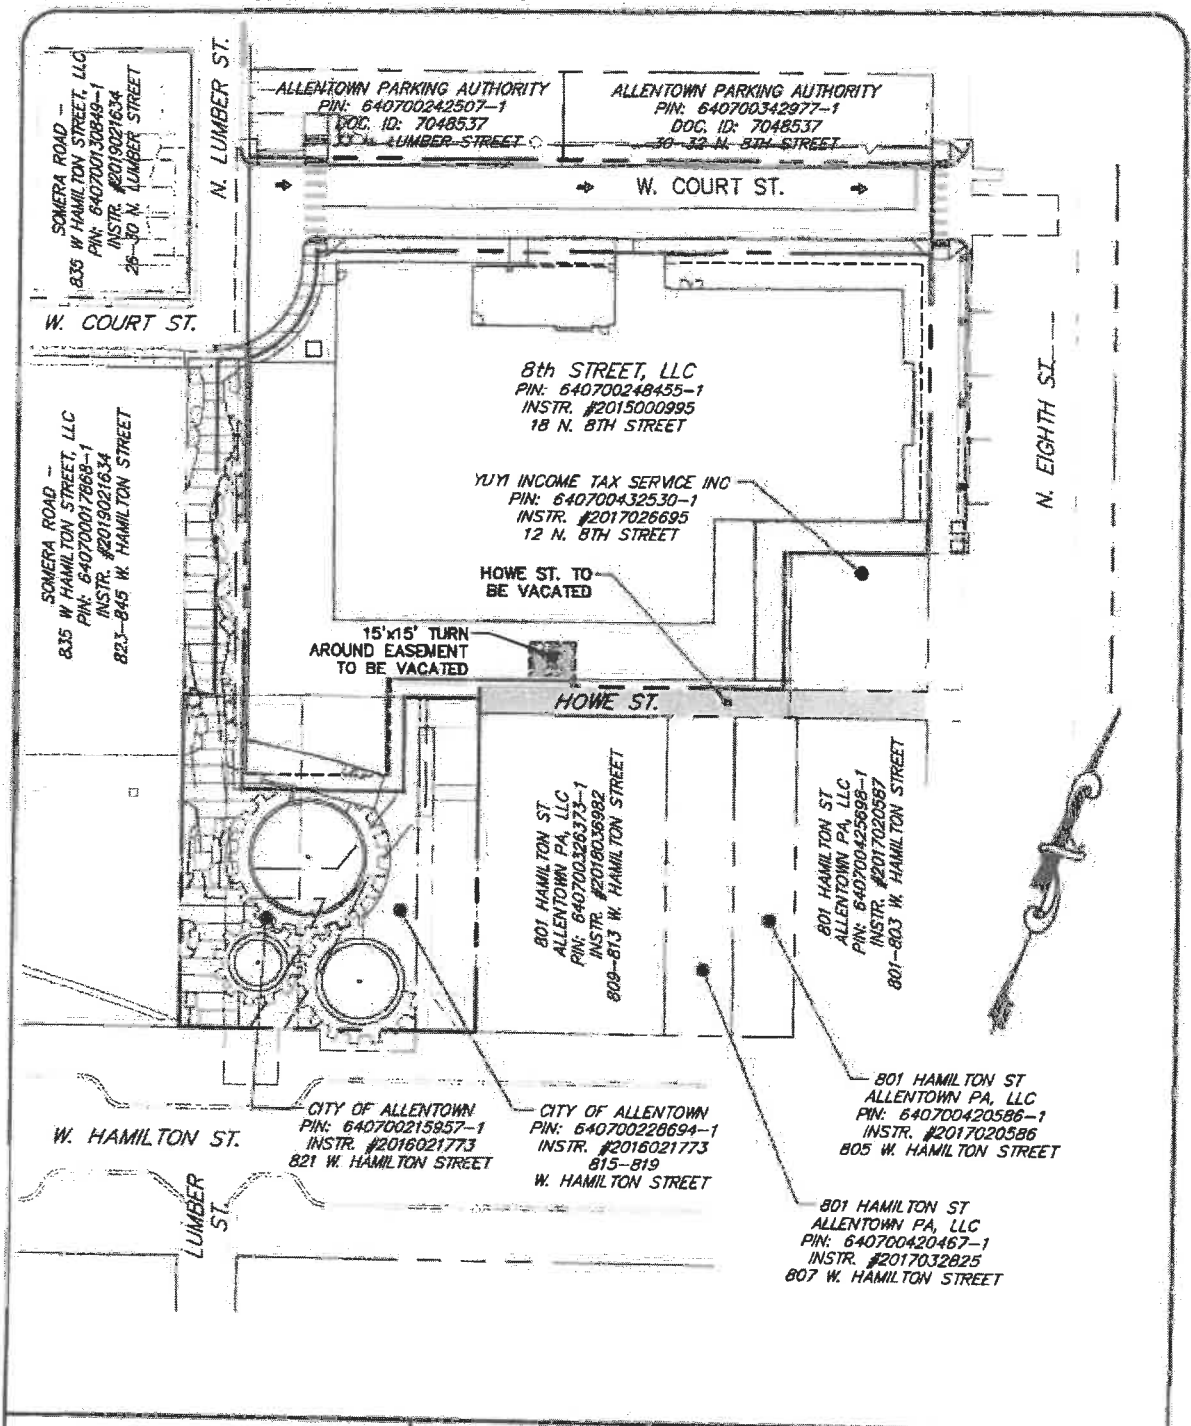 SOMERA ROAD –
835 W HAMILTON STREET, LLC
PIN: 640700130849–1
INSTR. #2019021634
26–30 N. LUMBER STREET
N. LUMBER ST.
ALLENTOWN PARKING AUTHORITY
PIN: 640700242507–1
DOC. ID: 7048537
LUMBER STREET
ALLENTOWN PARKING AUTHORITY
PIN: 640700342977–1
DOC. ID: 7048537
30–32 N. 8TH STREET
W. COURT ST.
W. COURT ST.
8th STREET, LLC
PIN: 640700248455–1
INSTR. #2015000995
18 N. 8TH STREET
N. EIGHTH ST.
SOMERA ROAD –
835 W HAMILTON STREET, LLC
PIN: 640700017868–1
INSTR. #2019021634
823–845 W. HAMILTON STREET
YUYI INCOME TAX SERVICE INC
PIN: 640700432530–1
INSTR. #2017026695
12 N. 8TH STREET
HOWE ST. TO
BE VACATED
15'x15' TURN
AROUND EASEMENT
TO BE VACATED
HOWE ST.
801 HAMILTON ST
ALLENTOWN PA, LLC
PIN: 640700326373–1
INSTR. #2018036982
809–813 W. HAMILTON STREET
801 HAMILTON ST
ALLENTOWN PA, LLC
PIN: 640700425698–1
INSTR. #2017020587
801–803 W. HAMILTON STREET
801 HAMILTON ST
ALLENTOWN PA, LLC
PIN: 640700420586–1
INSTR. #2017020586
805 W. HAMILTON STREET
CITY OF ALLENTOWN
PIN: 640700215957–1
INSTR. #2016021773
821 W. HAMILTON STREET
CITY OF ALLENTOWN
PIN: 640700228694–1
INSTR. #2016021773
815–819
W. HAMILTON STREET
W. HAMILTON ST.
LUMBER
ST.
801 HAMILTON ST
ALLENTOWN PA, LLC
PIN: 640700420467–1
INSTR. #2017032825
807 W. HAMILTON STREET